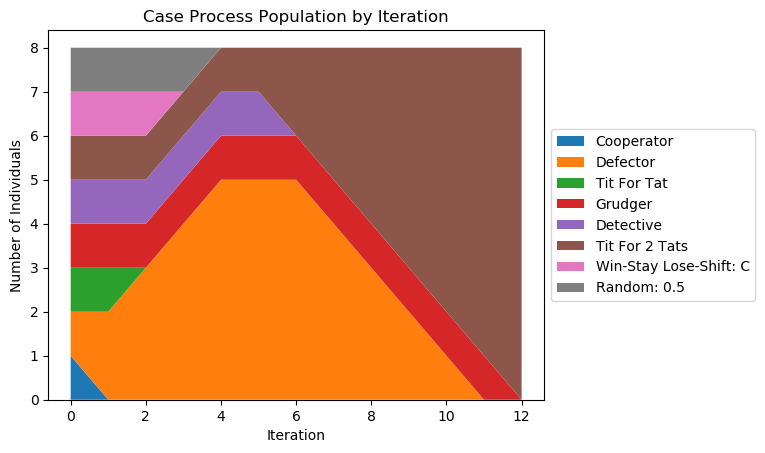 Case Process Population by Iteration
Number of Individuals
8
7
6
5
4
3
2
1
0
0 2 4 6 8 10 12
Iteration
Cooperator
Defector
Tit For Tat
Grudger
Detective
Tit For 2 Tats
Win-Stay Lose-Shift: C
Random: 0.5